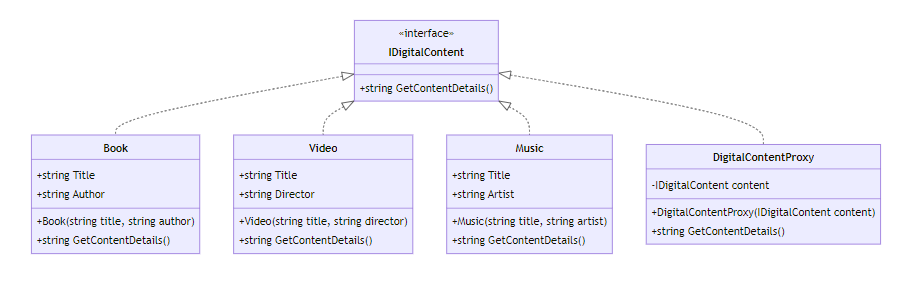 «interface»
IDigitalContent
+string GetContentDetails()
Book
+string Title
+string Author
+Book(string title, string author)
+string GetContentDetails()
Video
+string Title
+string Director
+Video(string title, string director)
+string GetContentDetails()
Music
+string Title
+string Artist
+Music(string title, string artist)
+string GetContentDetails()
DigitalContentProxy
-IDigitalContent content
+DigitalContentProxy(IDigitalContent content)
+string GetContentDetails()